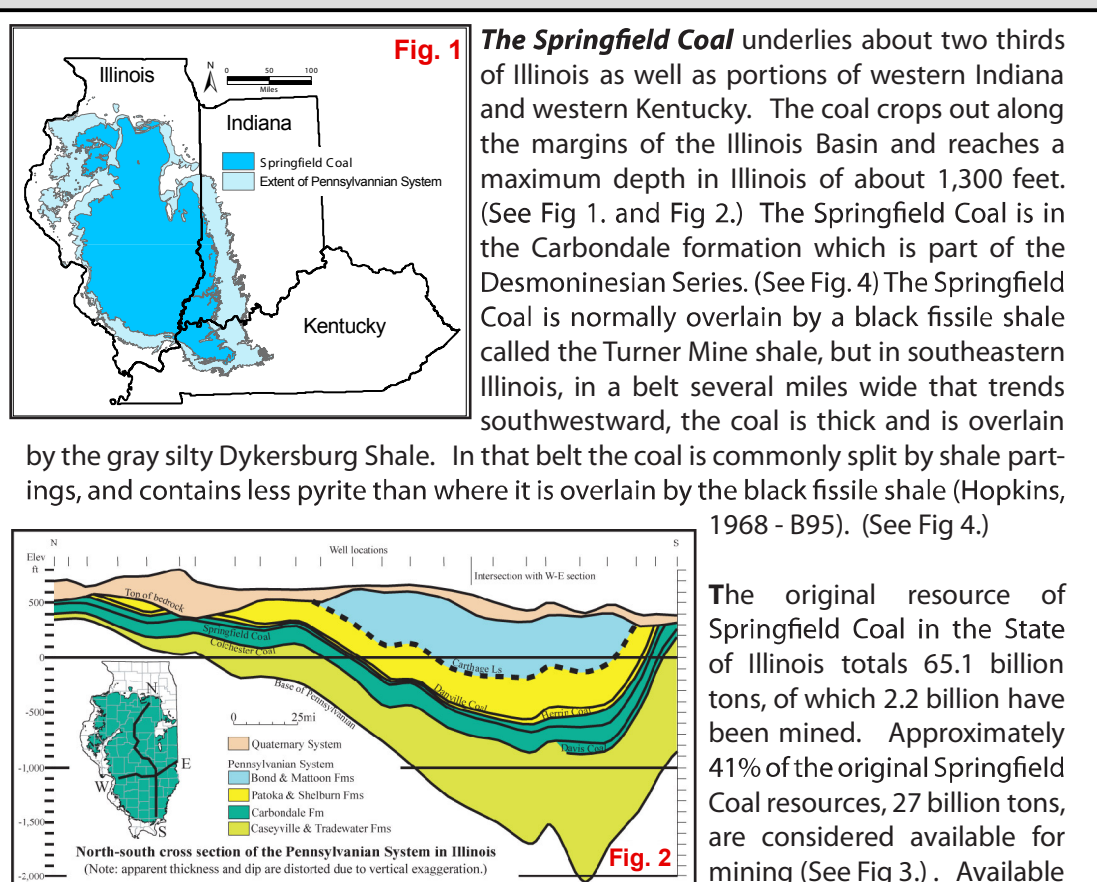 Fig. 1
Illinois
N
0 50 100
Miles
Indiana
Springfield Coal
Extent of Pennsylvannian System
Kentucky
The Springfield Coal underlies about two thirds
of Illinois as well as portions of western Indiana
and western Kentucky. The coal crops out along
the margins of the Illinois Basin and reaches a
maximum depth in Illinois of about 1,300 feet.
(See Fig 1. and Fig 2.) The Springfield Coal is in
the Carbondale formation which is part of the
Desmoninesian Series. (See Fig. 4) The Springfield
Coal is normally overlain by a black fissile shale
called the Turner Mine shale, but in southeastern
Illinois, in a belt several miles wide that trends
southwestward, the coal is thick and is overlain
by the gray silty Dykersburg Shale. In that belt the coal is commonly split by shale part-
ings, and contains less pyrite than where it is overlain by the black fissile shale (Hopkins,
1968 - B95). (See Fig 4.)
N
S
Elev
ft
Well locations
Intersection with W-E section
Top of bedrock
500
Springfield Coal
Colchester Coal
0
Carthage Ls
Base of Pennsylvanian
Danville Coal
Herrin Coal
-500
Davis Coal
N
0 25mi
E
W
S
Quaternary System
Pennsylvanian System
Bond & Mattoon Fms
Patoka & Shelburn Fms
Carbondale Fm
Caseyville & Tradewater Fms
-1,000
-1,500
North-south cross section of the Pennsylvanian System in Illinois
(Note: apparent thickness and dip are distorted due to vertical exaggeration.)
-2,000
Fig. 2
The original resource of
Springfield Coal in the State
of Illinois totals 65.1 billion
tons, of which 2.2 billion have
been mined. Approximately
41% of the original Springfield
Coal resources, 27 billion tons,
are considered available for
mining (See Fig 3.) . Available